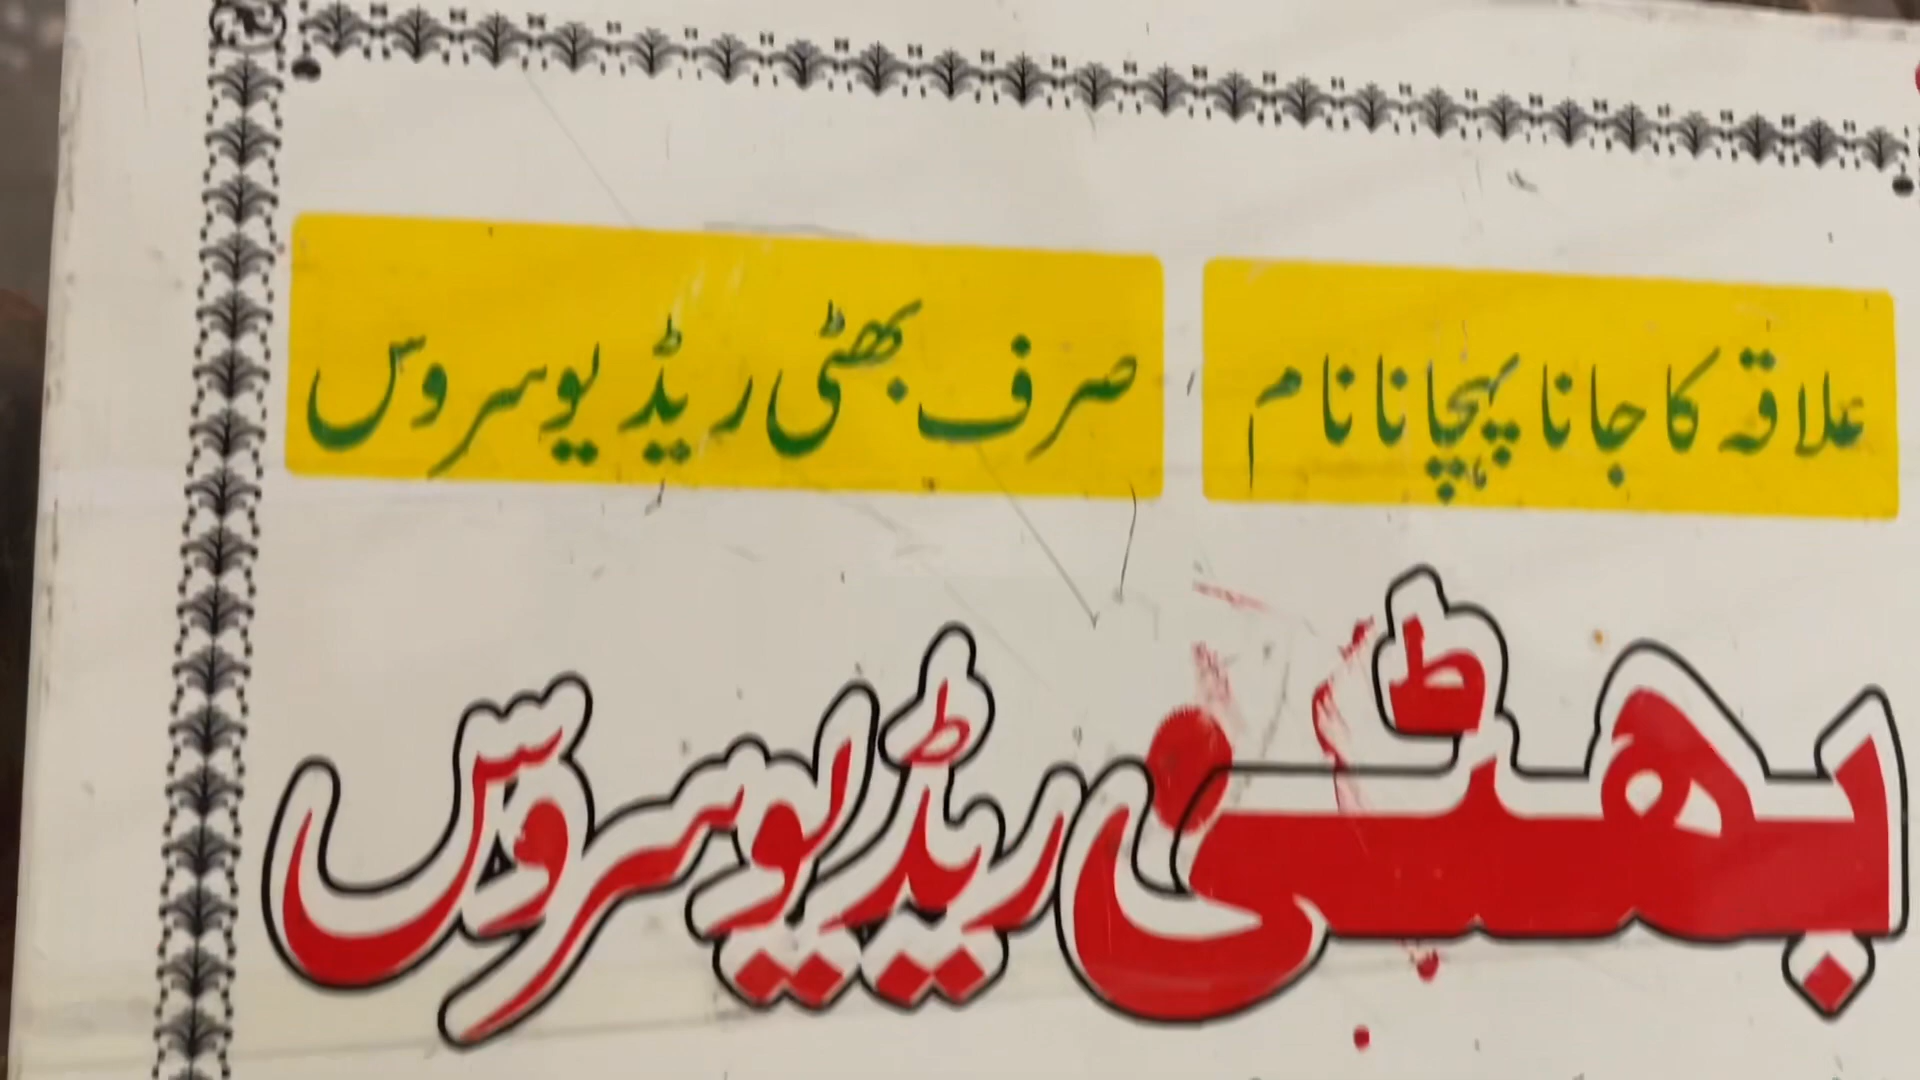 علاقہ کا جانا پہچانا نام
صرف بھٹی ریڈیو سروس
بھٹی ریڈیو سروس